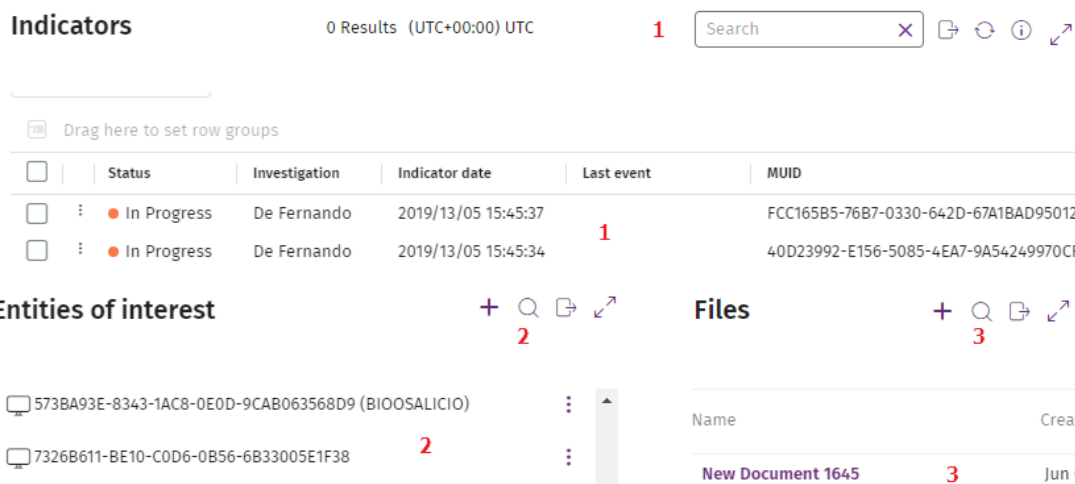 Indicators 0 Results (UTC+00:00) UTC 1 Search
Drag here to set row groups
Status Investigation Indicator date Last event MUID
In Progress De Fernando 2019/13/05 15:45:37 FCC165B5-76B7-0330-642D-67A1BAD95012
1
In Progress De Fernando 2019/13/05 15:45:34 40D23992-E156-5085-4EA7-9A54249970CF
Entities of interest
2
573BA93E-8343-1AC8-0E0D-9CAB063568D9 (BIOOSALICIO)
2
7326B611-BE10-C0D6-0B56-6B33005E1F38
Files
3
Name Crea
New Document 1645 3 Jun